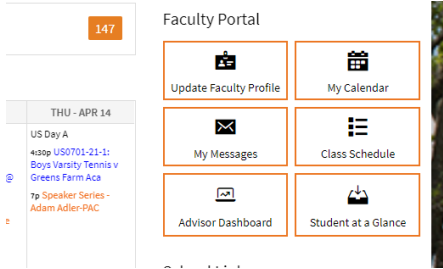 147
Faculty Portal
Update Faculty Profile
My Calendar
My Messages
Class Schedule
Advisor Dashboard
Student at a Glance
THU - APR 14
US Day A
4:30p US0701-21-1:
Boys Varsity Tennis v
Greens Farm Aca
7p Speaker Series -
Adam Adler-PAC
@